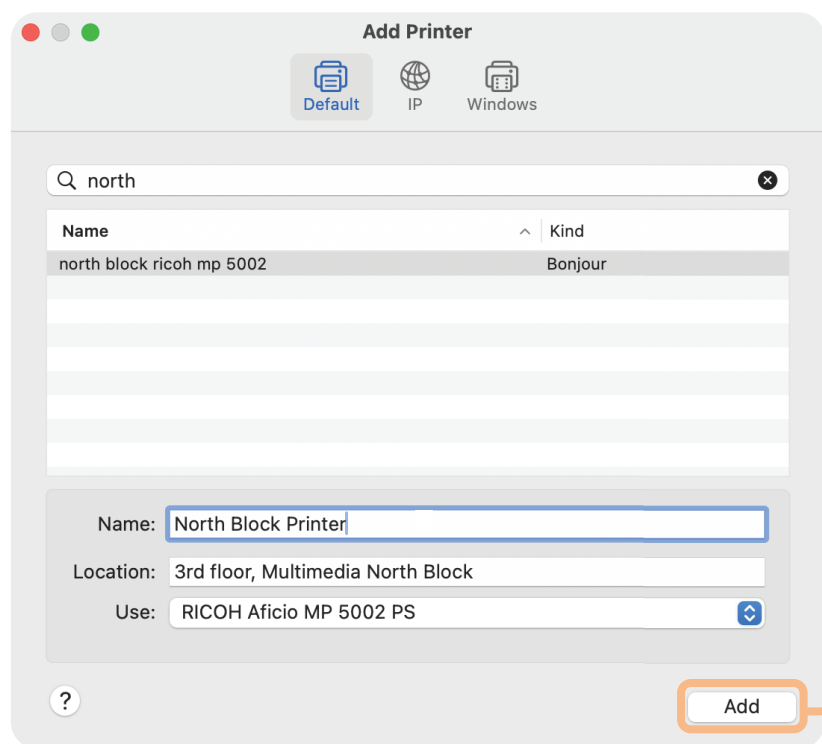 Add Printer
Default IP Windows
north
Name Kind
north block ricoh mp 5002 Bonjour
Name: North Block Printer
Location: 3rd floor, Multimedia North Block
Use: RICOH Aficio MP 5002 PS
? Add